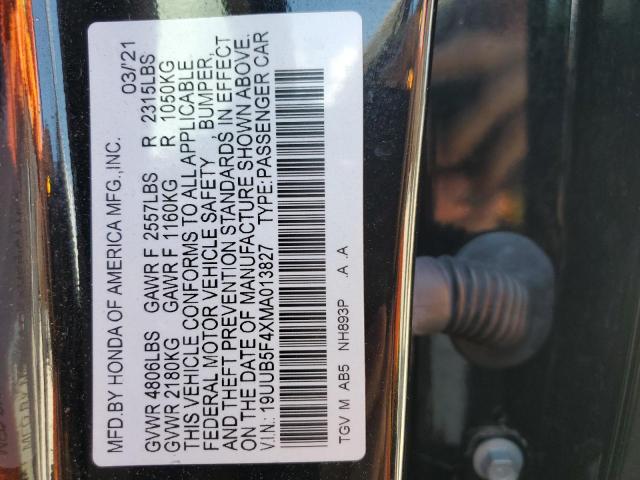 MFD.BY HONDA OF AMERICA MFG.,INC. 03/'21
GVWR 4806LBS GAWR F 2557LBS R 2315LBS
GVWR 2180KG GAWR F 1160KG R 1050KG
THIS VEHICLE CONFORMS TO ALL APPLICABLE
FEDERAL MOTOR VEHICLE SAFETY , BUMPER,
AND THEFT PREVENTION STANDARDS IN EFFECT
ON THE DATE OF MANUFACTURE SHOWN ABOVE.
V.I.N.: 19UUB5F4XMA013827 TYPE:PASSENGER CAR
TGV M AB5 NH893P .A .A